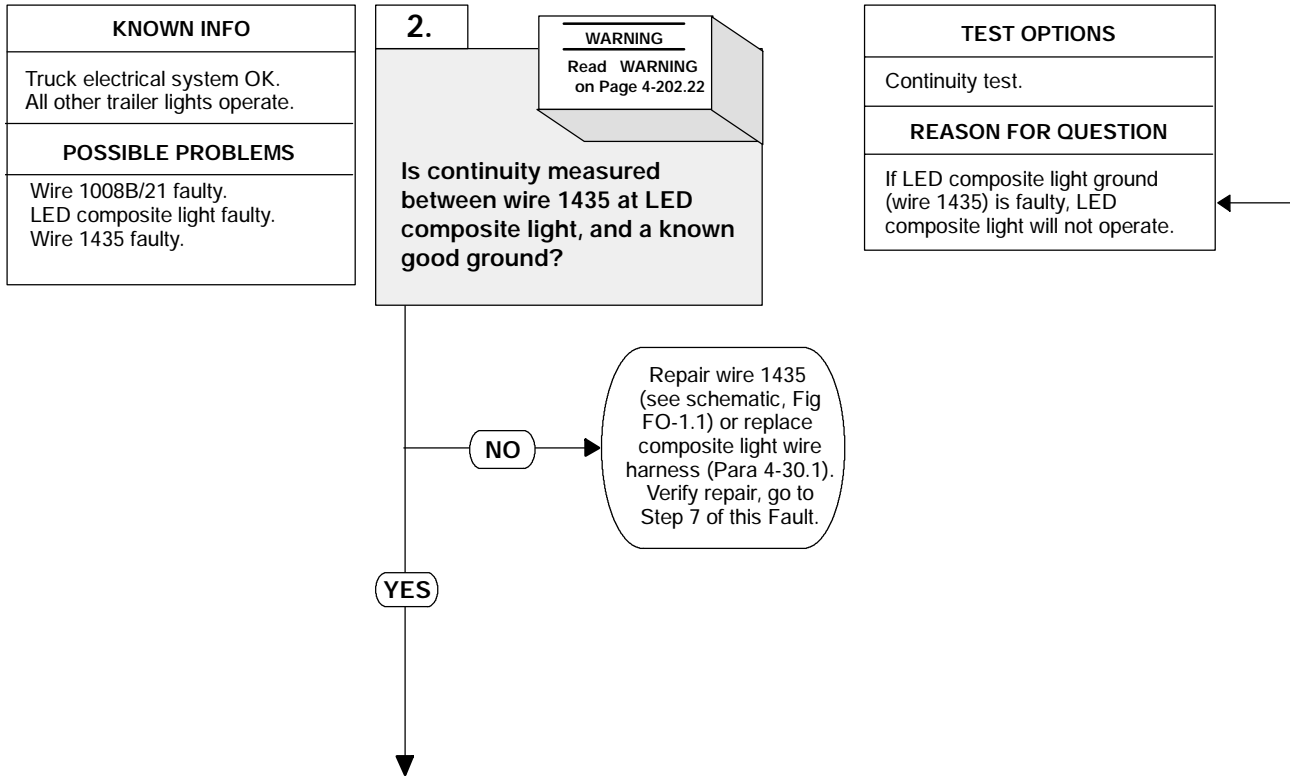 KNOWN INFO
Truck electrical system OK.
All other trailer lights operate.
POSSIBLE PROBLEMS
Wire 1008B/21 faulty.
LED composite light faulty.
Wire 1435 faulty.
2.
WARNING
Read WARNING
on Page 4-202.22
Is continuity measured
between wire 1435 at LED
composite light, and a known
good ground?
TEST OPTIONS
Continuity test.
REASON FOR QUESTION
If LED composite light ground
(wire 1435) is faulty, LED
composite light will not operate.
NO
Repair wire 1435
(see schematic, Fig
FO-1.1) or replace
composite light wire
harness (Para 4-30.1).
Verify repair, go to
Step 7 of this Fault.
YES